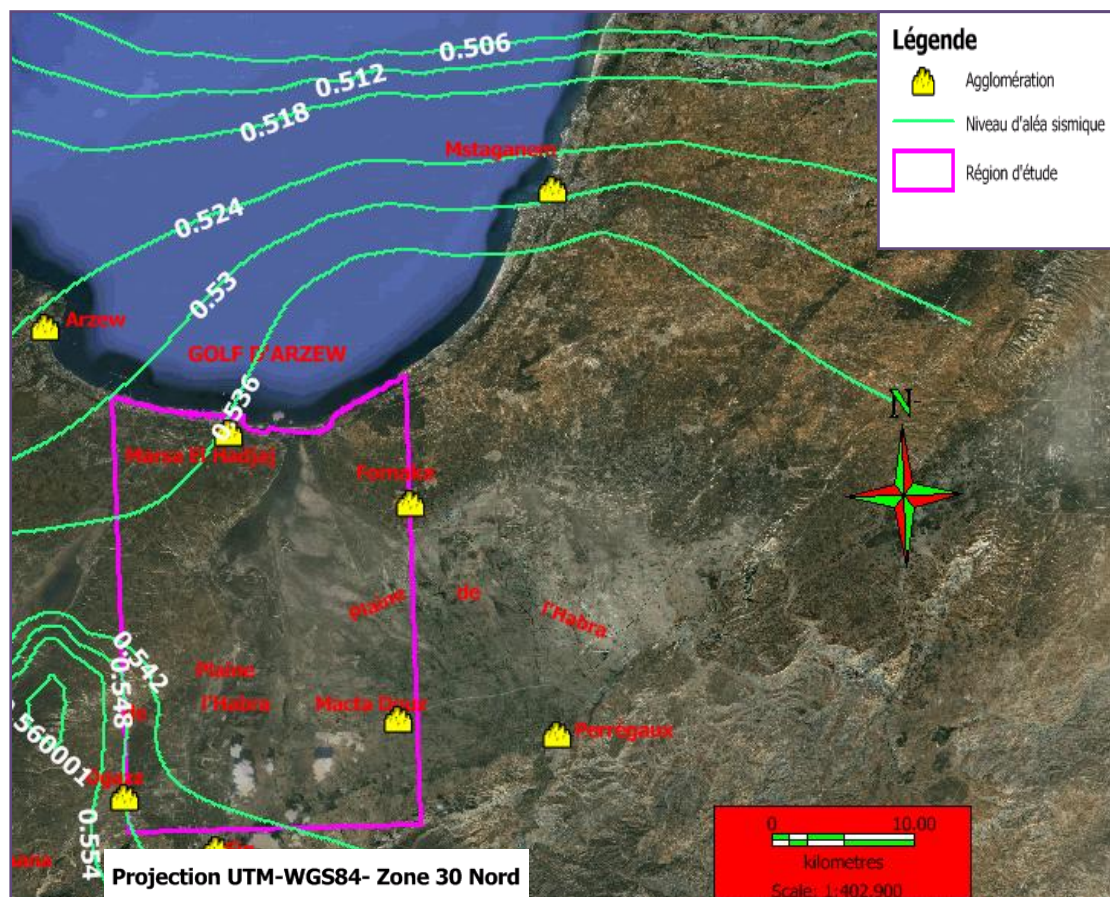 0.506
0.512
0.518
Mstaganem
0.524
0.53
Arzew
GOLF D'ARZEW
0.536
Marsa El Hadjaj
Fornaka
Plaine
de
l'Habra
0.542
0.548
Plaine
de
l'Habra
Macta Douz
Perrégaux
0.560001
0.554
uana
N
Légende
Agglomération
Niveau d'aléa sismique
Région d'étude
0 10.00
kilometres
Scale: 1:402,900
Projection UTM-WGS84- Zone 30 Nord